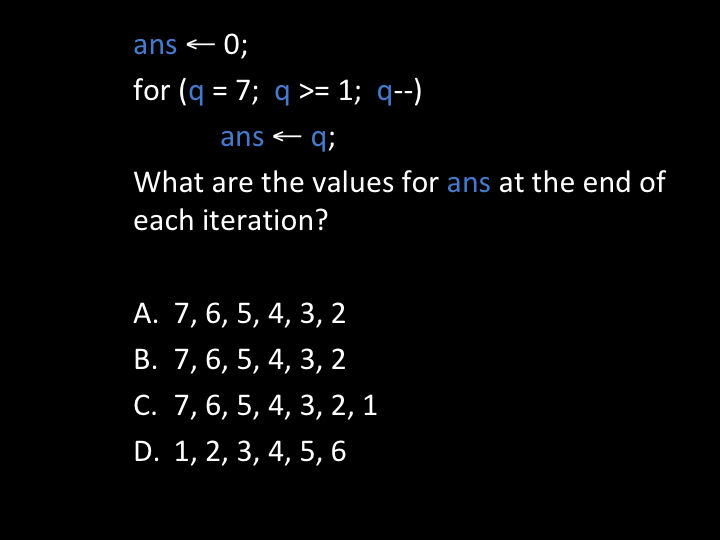 ans ← 0;
for (q = 7; q >= 1; q--)
ans ← q;
What are the values for ans at the end of
each iteration?
A. 7, 6, 5, 4, 3, 2
B. 7, 6, 5, 4, 3, 2
C. 7, 6, 5, 4, 3, 2, 1
D. 1, 2, 3, 4, 5, 6